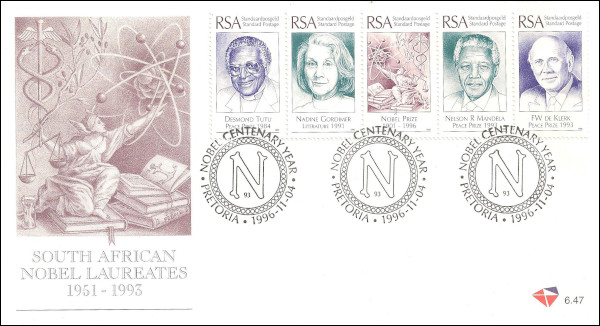 RSA Standaardposgeld
Standard Postage
RSA Standaardposgeld
Standard Postage
Standaardposgeld RSA
Standard Postage
RSA Standaardposgeld
Standard Postage
RSA Standaardposgeld
Standard Postage
DESMOND TUTU
PEACE PRIZE 1984
NADINE GORDIMER
LITERATURE 1991
NOBEL PRIZE
1901 - 1996
NELSON R MANDELA
PEACE PRIZE 1993
FW DE KLERK
PEACE PRIZE 1993
NOBEL CENTENARY YEAR
N
93
PRETORIA • 1996-11-04
NOBEL CENTENARY YEAR
N
93
PRETORIA • 1996-11-04
NOBEL CENTENARY YEAR
N
93
PRETORIA • 1996-11-04
SOUTH AFRICAN
NOBEL LAUREATES
1951 - 1993
6.47